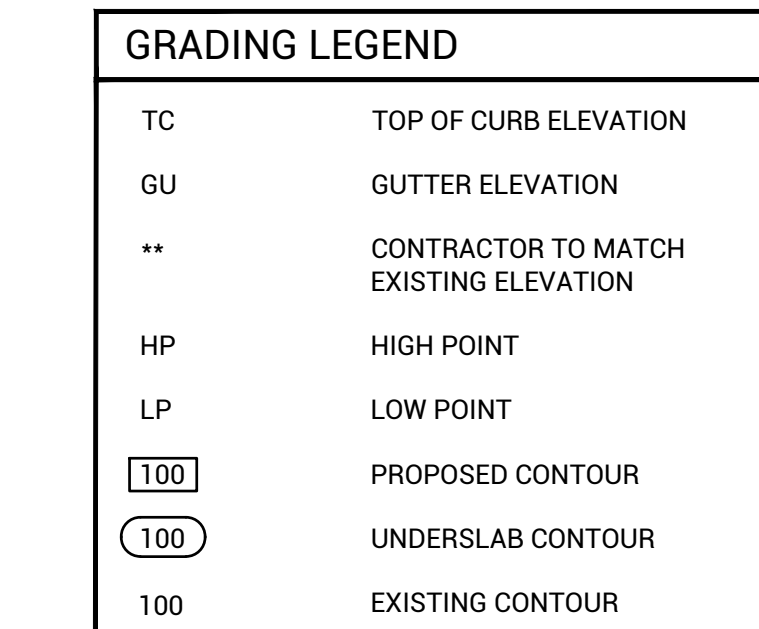 GRADING LEGEND
TC TOP OF CURB ELEVATION
GU GUTTER ELEVATION
** CONTRACTOR TO MATCH
EXISTING ELEVATION
HP HIGH POINT
LP LOW POINT
100 PROPOSED CONTOUR
100 UNDERSLAB CONTOUR
100 EXISTING CONTOUR